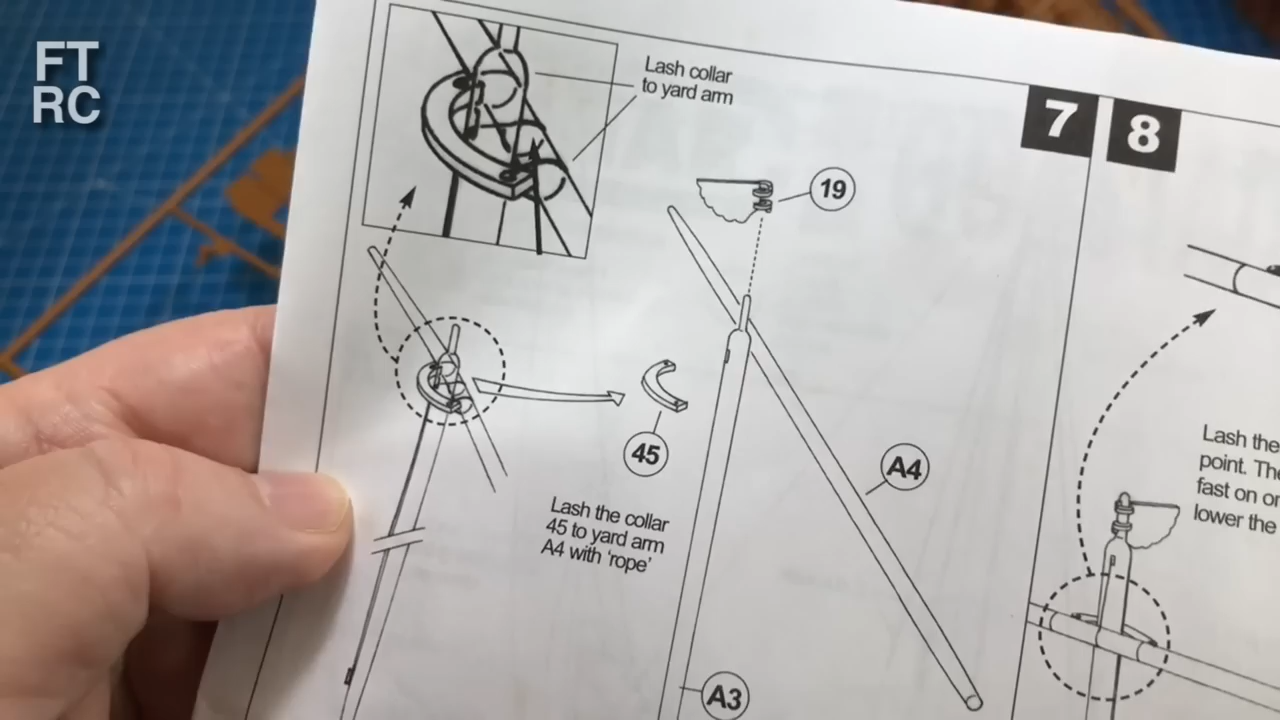 FT
RC
Lash collar
to yard arm
7
8
19
45
A4
Lash the collar
45 to yard arm
A4 with ‘rope’
A3
Lash the
point. The
fast on or
lower the